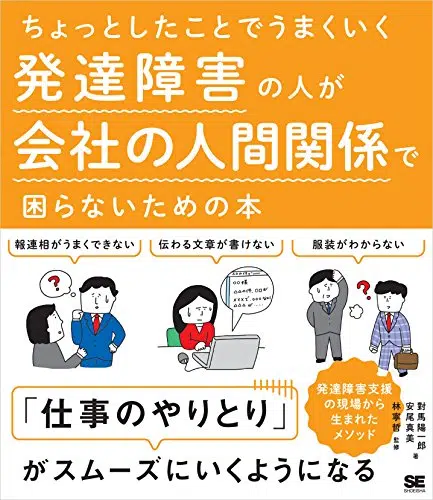 ちょっとしたことでうまくいく
発達障害の人が
会社の人間関係で
困らないための本
報連相がうまくできない
伝わる文章が書けない
服装がわからない
?
!
○○様
?
「仕事のやりとり」
がスムーズにいくようになる
発達障害支援
の現場から
生まれた
メソッド
對馬陽一郎
安尾真美 著
林寧哲 監修
SE
SHOEISHA